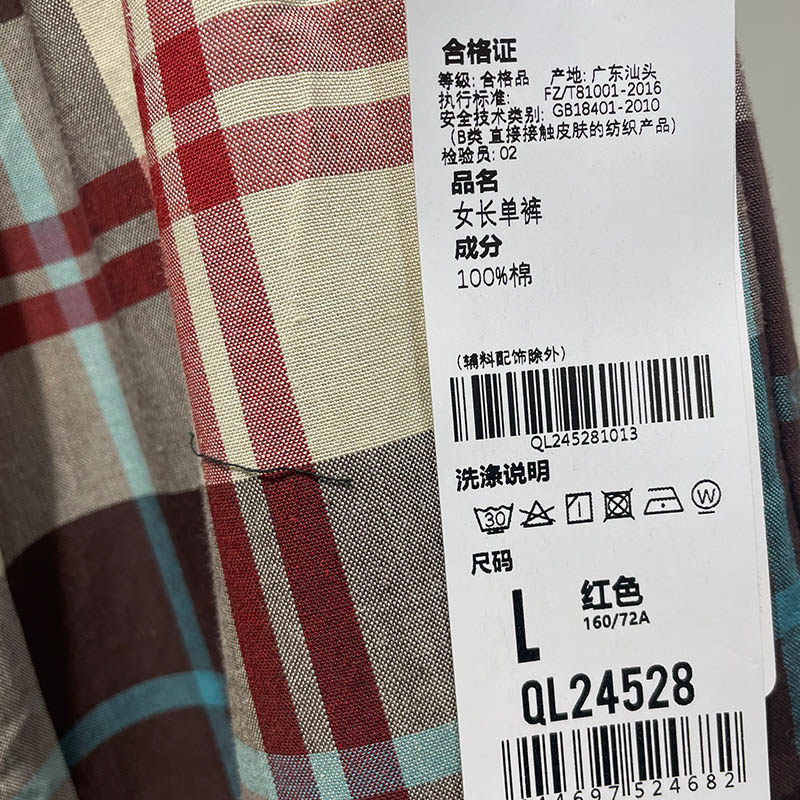 合格证
等级: 合格品 产地: 广东汕头
执行标准: FZ/T81001-2016
安全技术类别: GB18401-2010
(B类 直接接触皮肤的纺织产品)
检验员: 02
品名
女长单裤
成分
100%棉
(辅料配饰除外)
QL245281013
洗涤说明
30 W
尺码
L 红色
160/72A
QL24528
4697524682